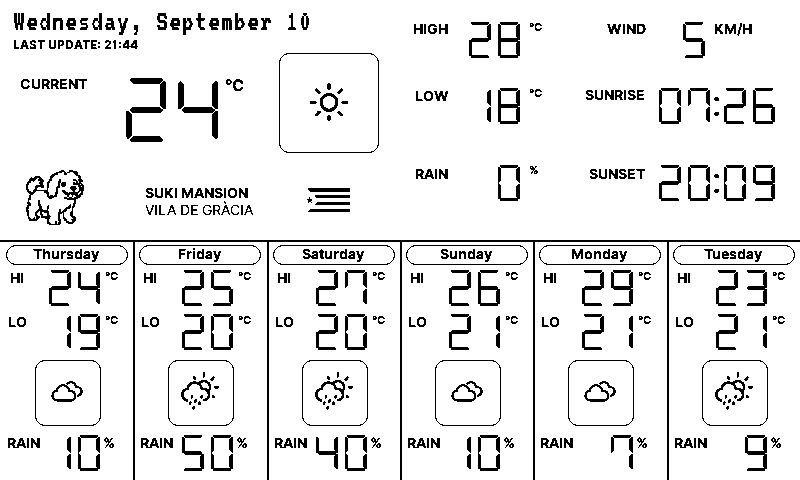 Wednesday, September 10
LAST UPDATE: 21:44
CURRENT 24 °C
SUKI MANSION
VILA DE GRÀCIA
HIGH 28 °C
LOW 18 °C
RAIN 0 %
WIND 5 KM/H
SUNRISE 07:26
SUNSET 20:09
Thursday
HI 24 °C
LO 19 °C
RAIN 10 %
Friday
HI 25 °C
LO 20 °C
RAIN 50 %
Saturday
HI 27 °C
LO 20 °C
RAIN 40 %
Sunday
HI 26 °C
LO 21 °C
RAIN 10 %
Monday
HI 29 °C
LO 21 °C
RAIN 7 %
Tuesday
HI 23 °C
LO 21 °C
RAIN 9 %